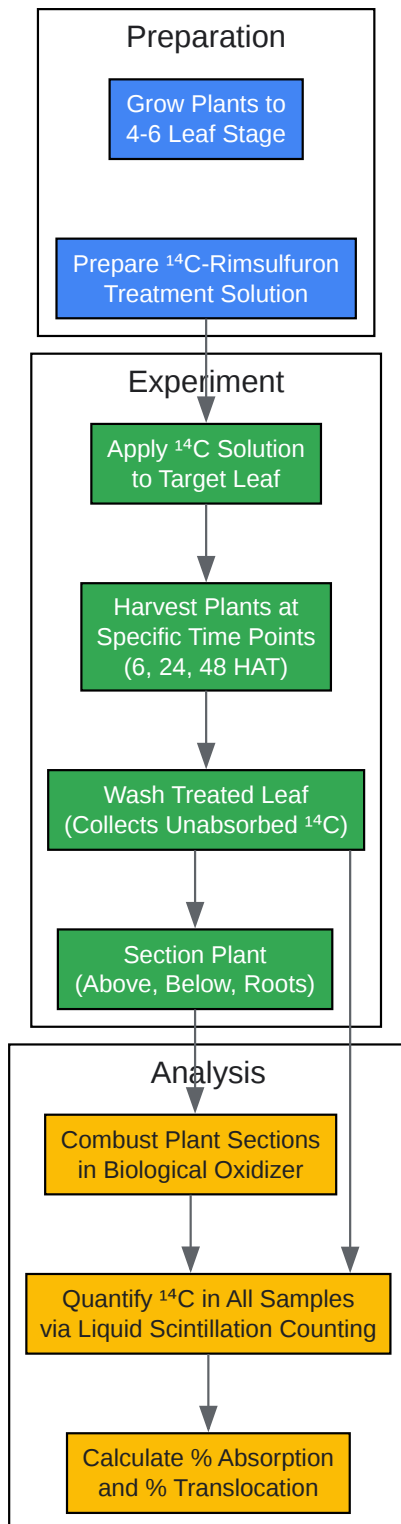 Preparation
Grow Plants to
4-6 Leaf Stage
Prepare ¹⁴C-Rimsulfuron
Treatment Solution
Experiment
Apply ¹⁴C Solution
to Target Leaf
Harvest Plants at
Specific Time Points
(6, 24, 48 HAT)
Wash Treated Leaf
(Collects Unabsorbed ¹⁴C)
Section Plant
(Above, Below, Roots)
Analysis
Combust Plant Sections
in Biological Oxidizer
Quantify ¹⁴C in All Samples
via Liquid Scintillation Counting
Calculate % Absorption
and % Translocation